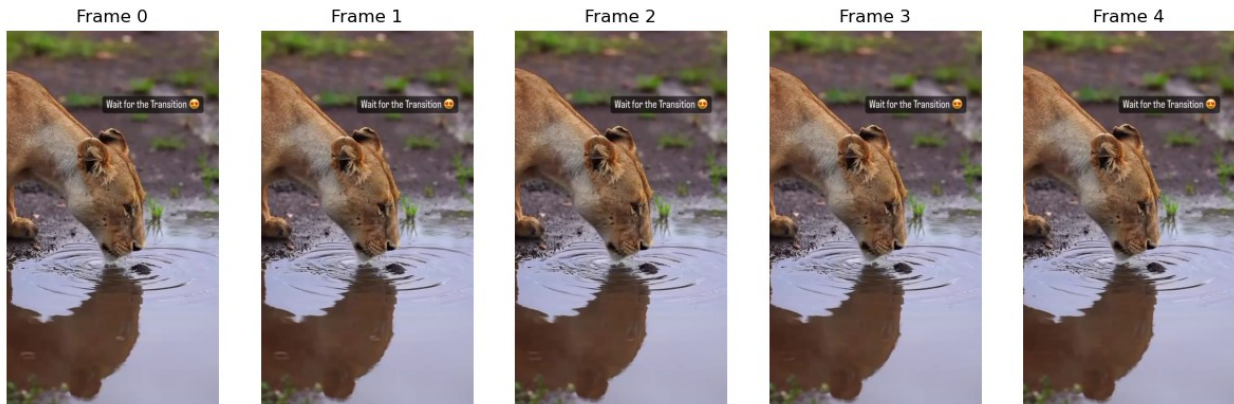 Frame 0
Frame 1
Frame 2
Frame 3
Frame 4
Wait for the Transition 😍
Wait for the Transition 😍
Wait for the Transition 😍
Wait for the Transition 😍
Wait for the Transition 😍